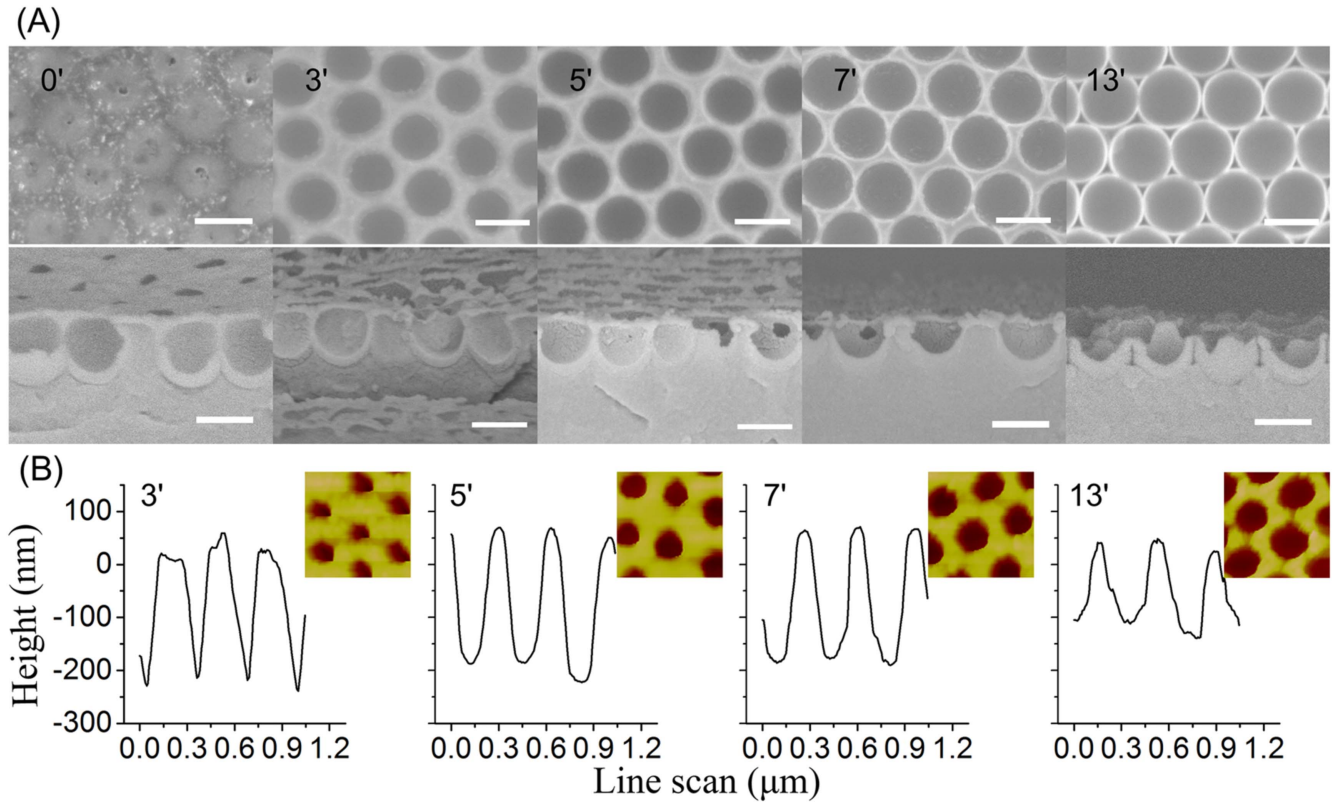 (A)
0' 3' 5' 7' 13'
(B)
3' 5' 7' 13'
Height (nm)
100
0
-100
-200
-300
0.0 0.3 0.6 0.9 1.2 0.0 0.3 0.6 0.9 1.2 0.0 0.3 0.6 0.9 1.2 0.0 0.3 0.6 0.9 1.2
Line scan (μm)